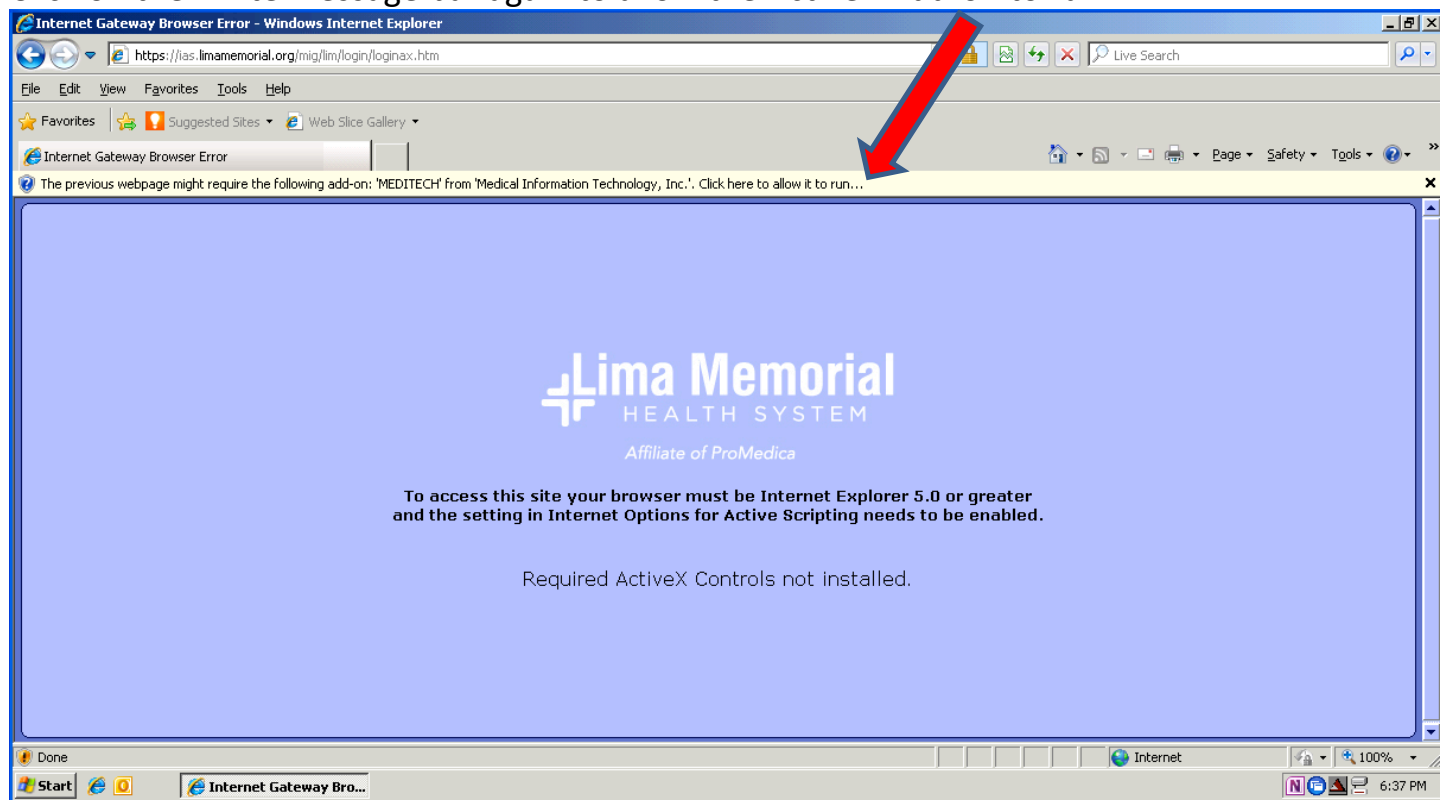 Internet Gateway Browser Error - Windows Internet Explorer
https://ias.limamemorial.org/mig/lim/login/loginax.htm
Live Search
File Edit View Favorites Tools Help
Favorites Suggested Sites Web Slice Gallery
Internet Gateway Browser Error Page Safety Tools
The previous webpage might require the following add-on: 'MEDITECH' from 'Medical Information Technology, Inc.'. Click here to allow it to run...
Lima Memorial
HEALTH SYSTEM
Affiliate of ProMedica
To access this site your browser must be Internet Explorer 5.0 or greater
and the setting in Internet Options for Active Scripting needs to be enabled.
Required ActiveX Controls not installed.
Done Internet 100%
Start Internet Gateway Bro... 6:37 PM